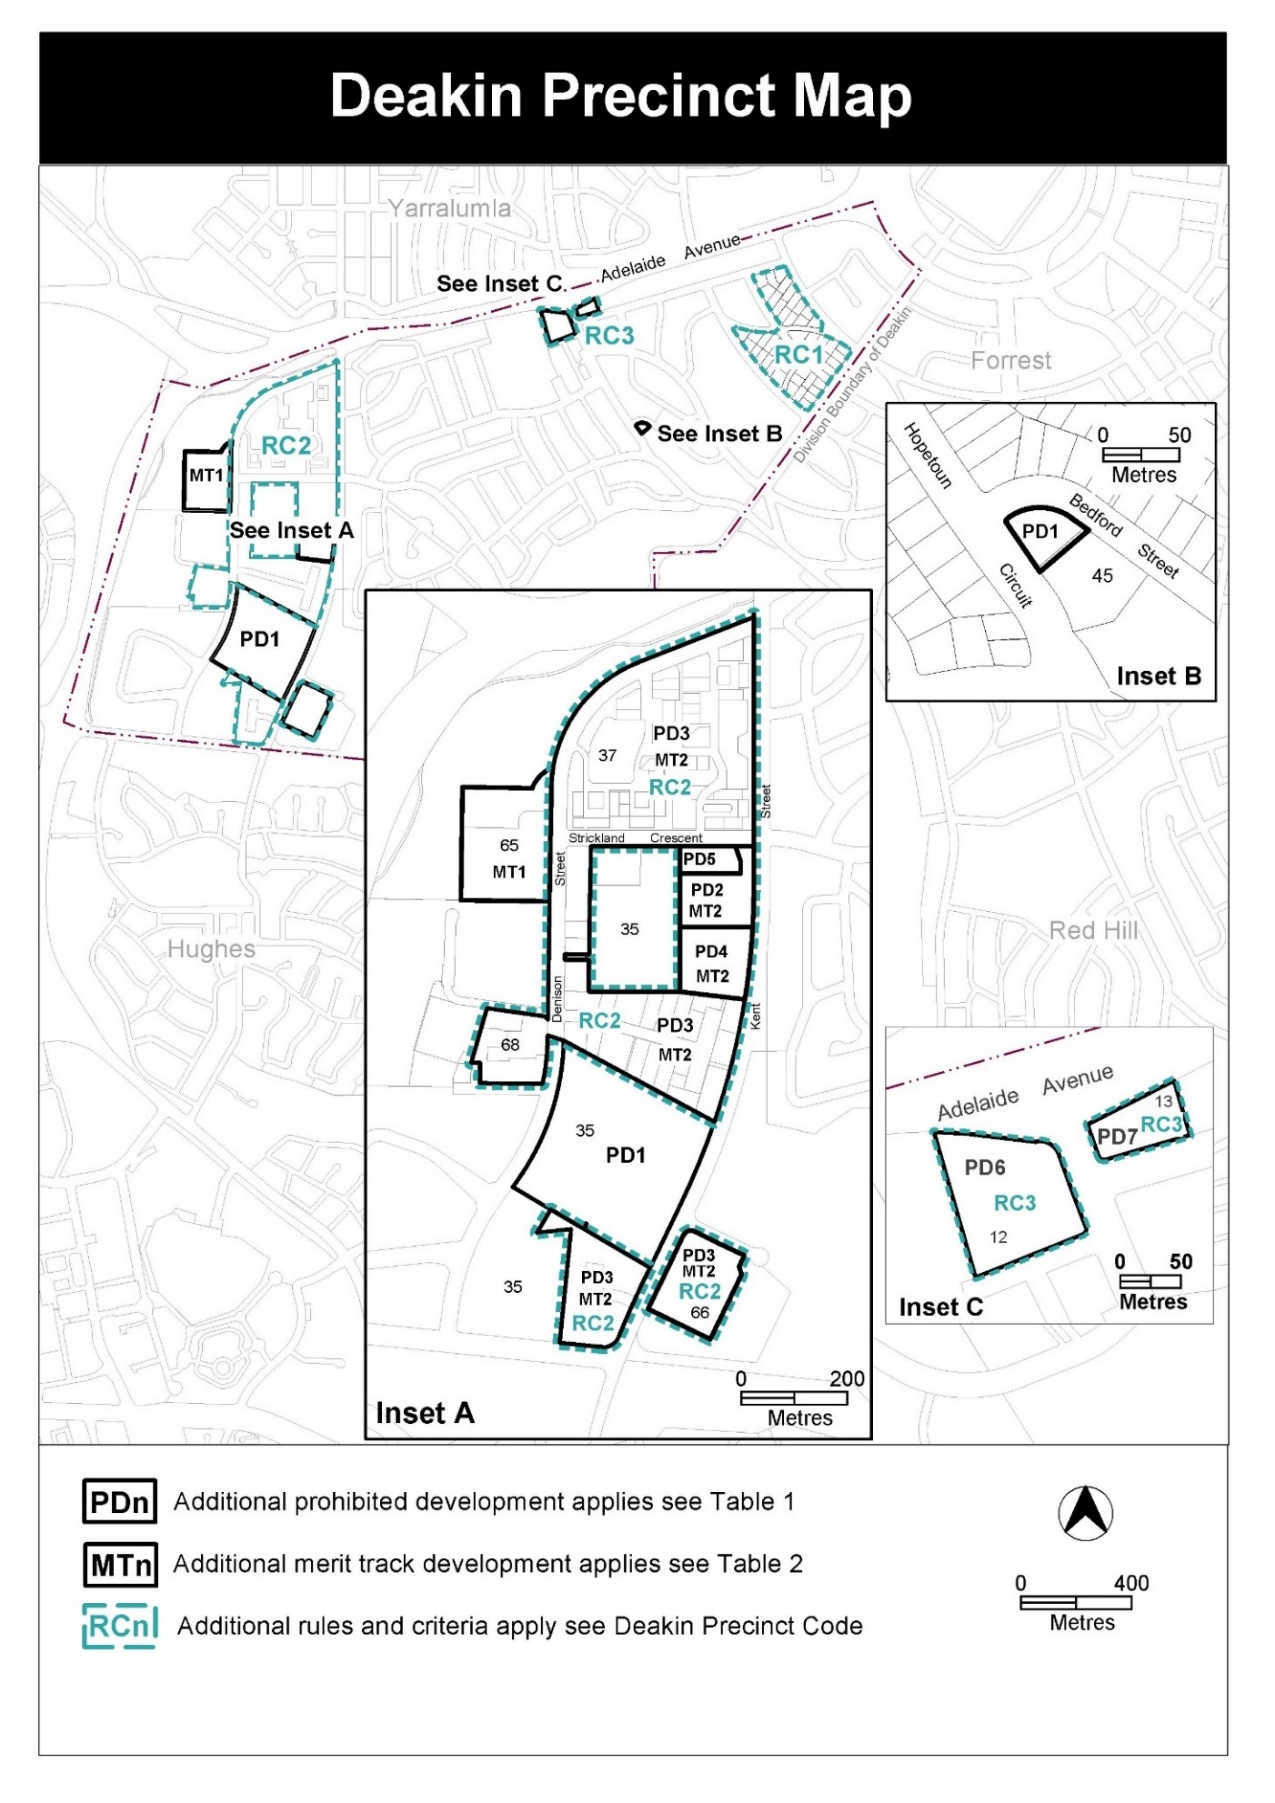 Deakin Precinct Map
Yarralumla
Adelaide Avenue
See Inset C
RC3
RC1
Forrest
Division Boundary of Deakin
See Inset B
RC2
MT1
See Inset A
PD1
Hopetoun
Circuit
Bedford
Street
PD1
45
0 50
Metres
Inset B
37
PD3
MT2
RC2
Street
Strickland Crescent
65
MT1
Street
PD5
PD2
MT2
35
PD4
MT2
Denison
Kent
RC2
PD3
MT2
68
35
PD1
35
PD3
MT2
RC2
PD3
MT2
RC2
66
0 200
Metres
Inset A
Hughes
Red Hill
Adelaide Avenue
13
RC3
PD7
PD6
RC3
12
0 50
Metres
Inset C
PDn Additional prohibited development applies see Table 1
MTn Additional merit track development applies see Table 2
RCn Additional rules and criteria apply see Deakin Precinct Code
0 400
Metres